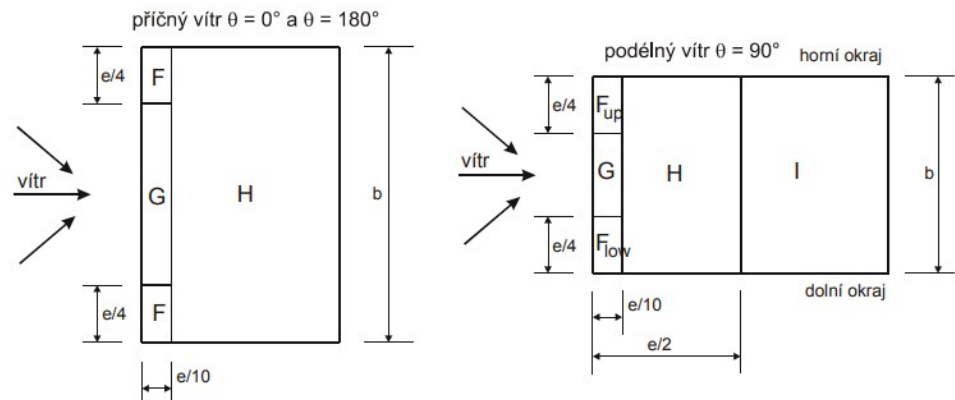 příčný vítr θ = 0° a θ = 180°
e/4
F
vítr
G
H
b
e/4
F
e/10
podélný vítr θ = 90°
horní okraj
e/4
Fup
vítr
G
H
I
b
e/4
Flow
dolní okraj
e/10
e/2